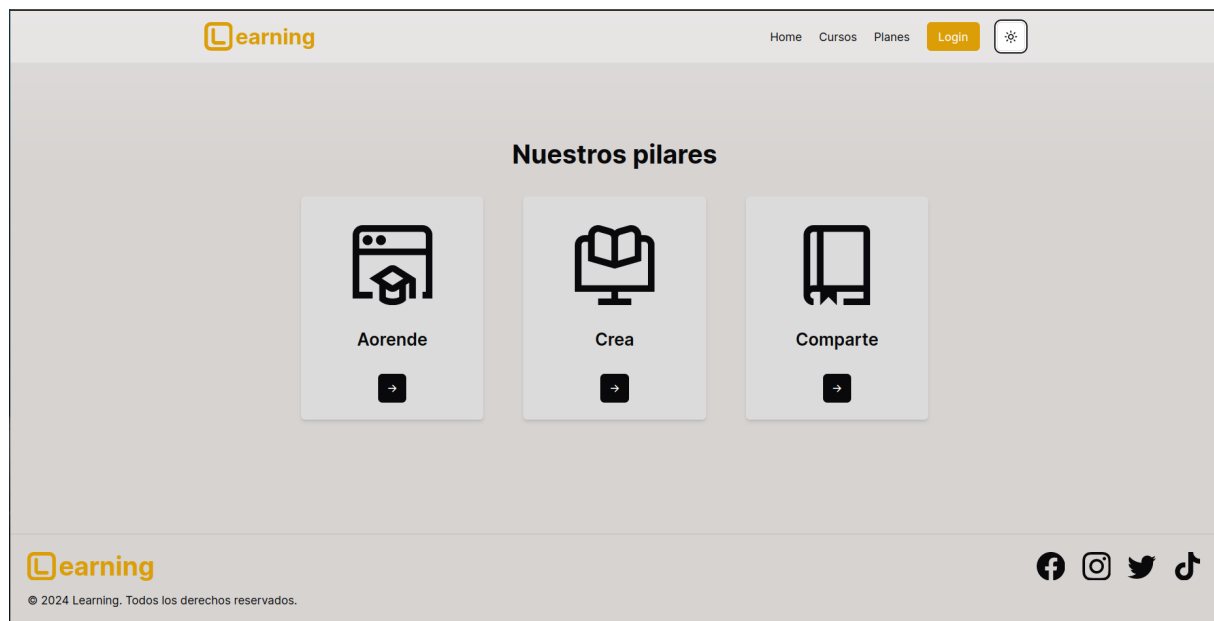 Learning
Home Cursos Planes Login
Nuestros pilares
Aorende
Crea
Comparte
Learning
© 2024 Learning. Todos los derechos reservados.